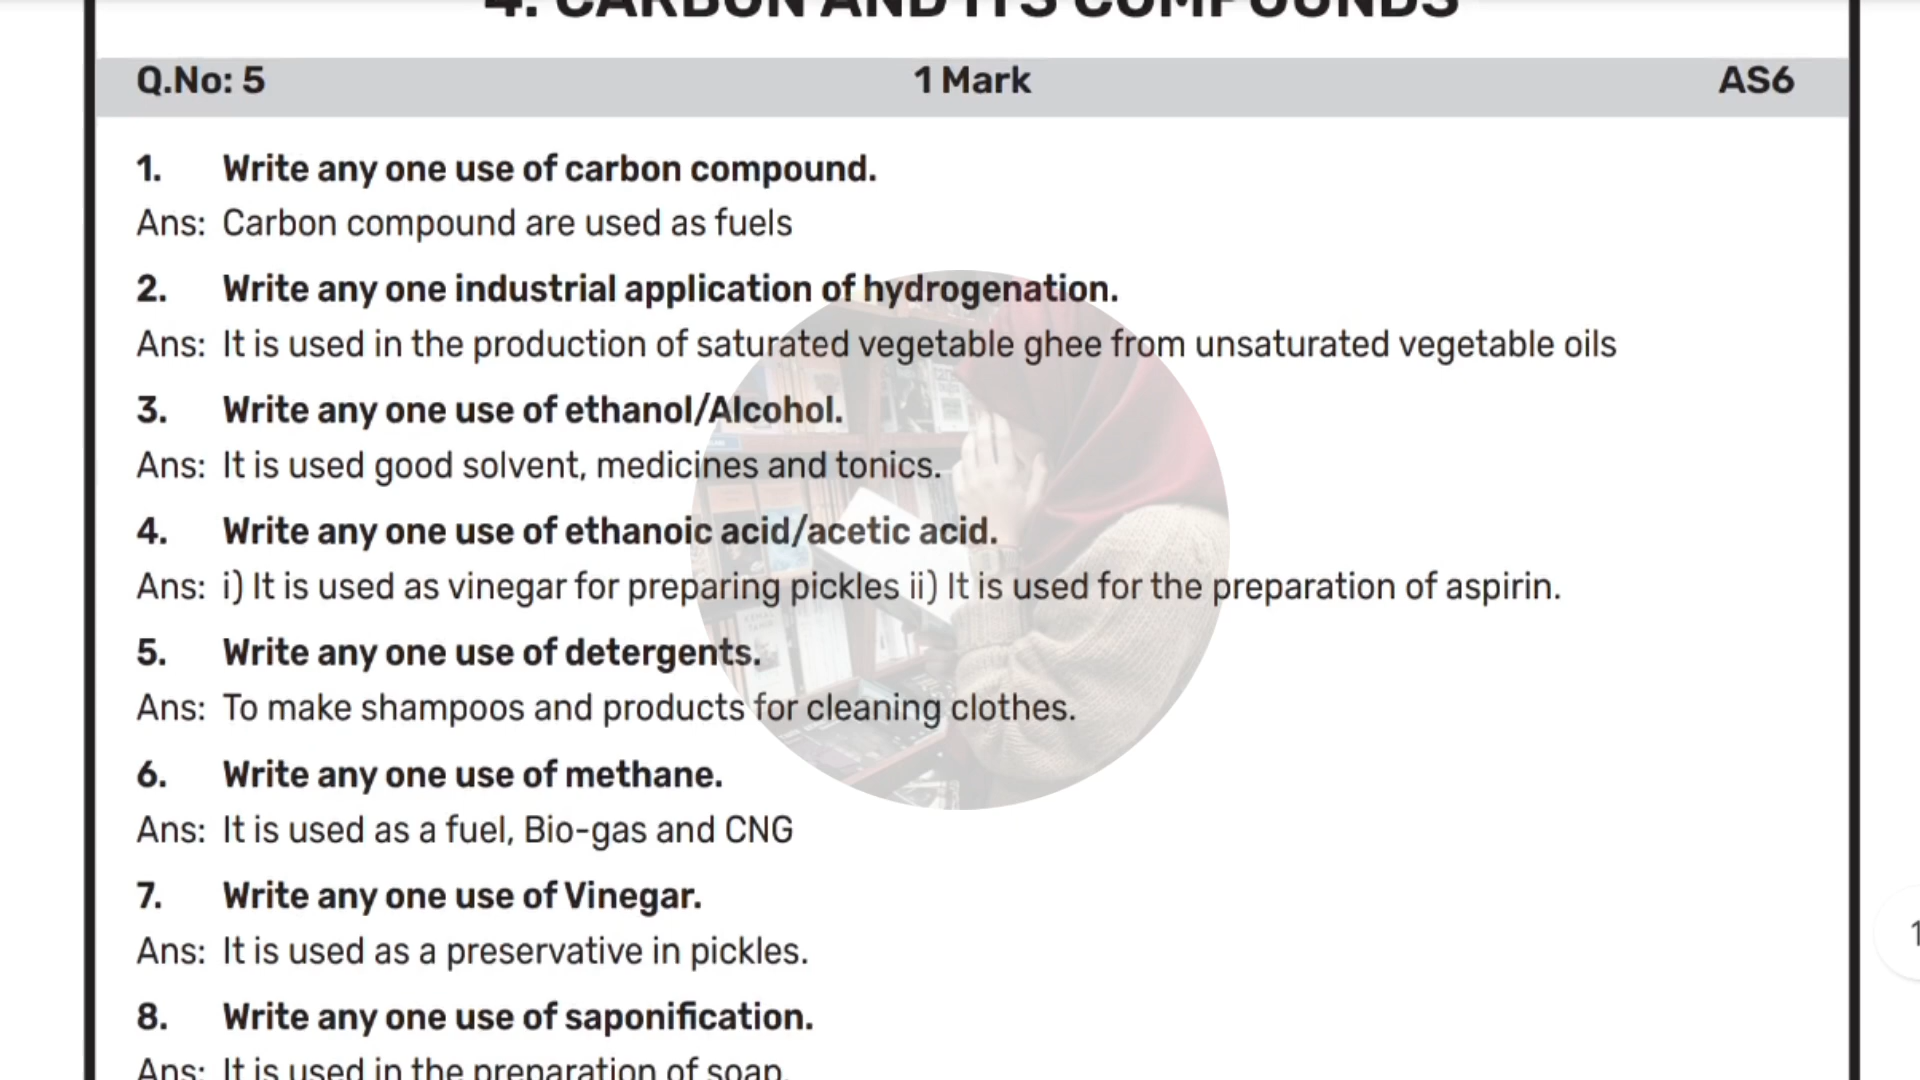 4. CARBON AND ITS COMPOUNDS
Q.No: 5 1 Mark AS6
1. Write any one use of carbon compound.
Ans: Carbon compound are used as fuels
2. Write any one industrial application of hydrogenation.
Ans: It is used in the production of saturated vegetable ghee from unsaturated vegetable oils
3. Write any one use of ethanol/Alcohol.
Ans: It is used good solvent, medicines and tonics.
4. Write any one use of ethanoic acid/acetic acid.
Ans: i) It is used as vinegar for preparing pickles ii) It is used for the preparation of aspirin.
5. Write any one use of detergents.
Ans: To make shampoos and products for cleaning clothes.
6. Write any one use of methane.
Ans: It is used as a fuel, Bio-gas and CNG
7. Write any one use of Vinegar.
Ans: It is used as a preservative in pickles.
1
8. Write any one use of saponification.
Ans: It is used in the preparation of soap.